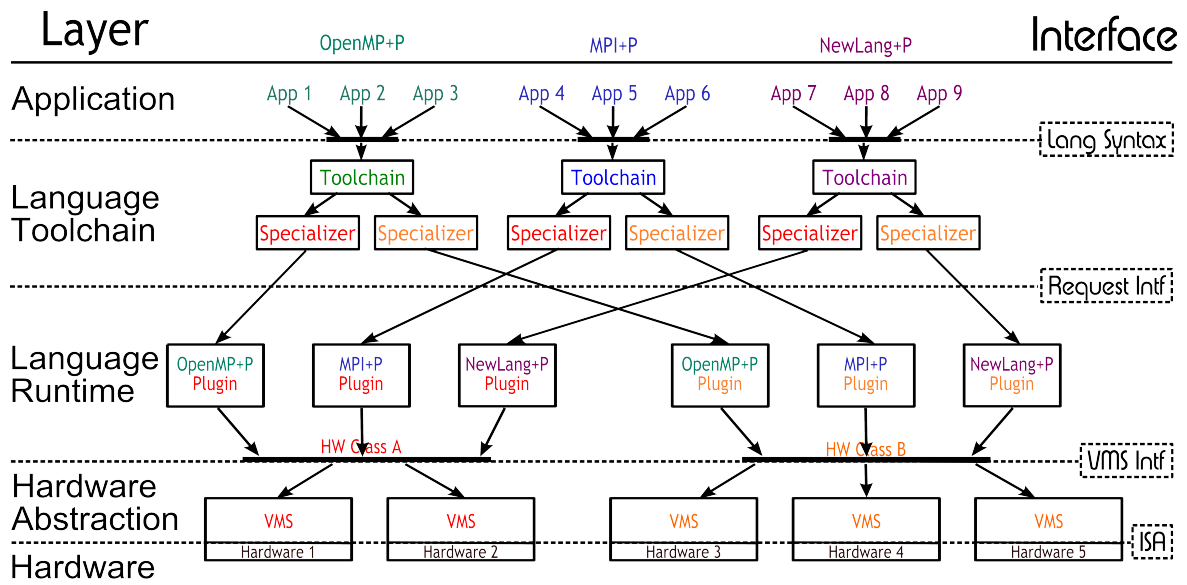 Layer
Interface
OpenMP+P
MPI+P
NewLang+P
Application
App 1
App 2
App 3
App 4
App 5
App 6
App 7
App 8
App 9
Lang Syntax
Language
Toolchain
Toolchain
Toolchain
Toolchain
Specializer
Specializer
Specializer
Specializer
Specializer
Specializer
Request Intf
Language
Runtime
OpenMP+P
Plugin
MPI+P
Plugin
NewLang+P
Plugin
OpenMP+P
Plugin
MPI+P
Plugin
NewLang+P
Plugin
HW Class A
HW Class B
VMS Intf
Hardware
Abstraction
VMS
VMS
VMS
VMS
VMS
ISA
Hardware
Hardware 1
Hardware 2
Hardware 3
Hardware 4
Hardware 5